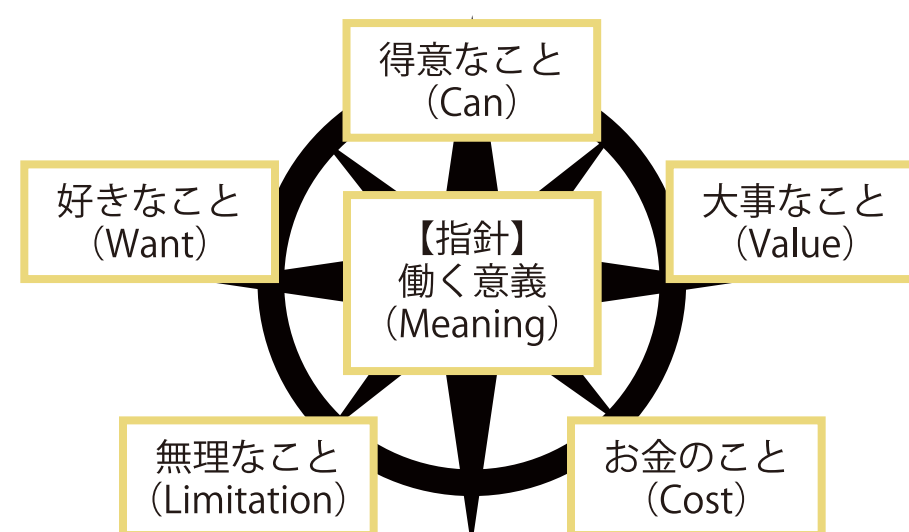 得意なこと
（Can）
好きなこと
（Want）
大事なこと
（Value）
【指針】
働く意義
（Meaning）
無理なこと
（Limitation）
お金のこと
（Cost）